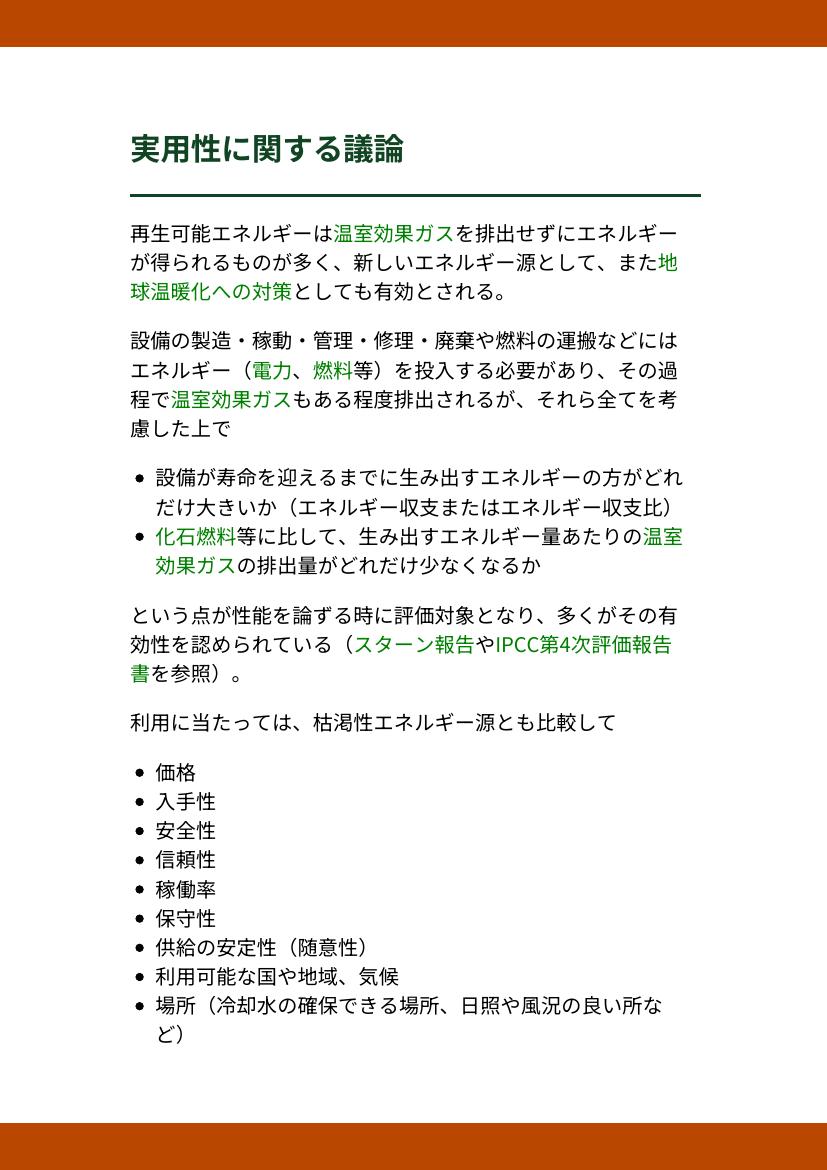 実用性に関する議論
再生可能エネルギーは温室効果ガスを排出せずにエネルギー
が得られるものが多く、新しいエネルギー源として、また地
球温暖化への対策としても有効とされる。
設備の製造・稼動・管理・修理・廃棄や燃料の運搬などには
エネルギー（電力、燃料等）を投入する必要があり、その過
程で温室効果ガスもある程度排出されるが、それら全てを考
慮した上で
• 設備が寿命を迎えるまでに生み出すエネルギーの方がどれ
だけ大きいか（エネルギー収支またはエネルギー収支比）
• 化石燃料等に比して、生み出すエネルギー量あたりの温室
効果ガスの排出量がどれだけ少なくなるか
という点が性能を論ずる時に評価対象となり、多くがその有
効性を認められている（スターン報告やIPCC第4次評価報告
書を参照）。
利用に当たっては、枯渇性エネルギー源とも比較して
• 価格
• 入手性
• 安全性
• 信頼性
• 稼働率
• 保守性
• 供給の安定性（随意性）
• 利用可能な国や地域、気候
• 場所（冷却水の確保できる場所、日照や風況の良い所な
ど）